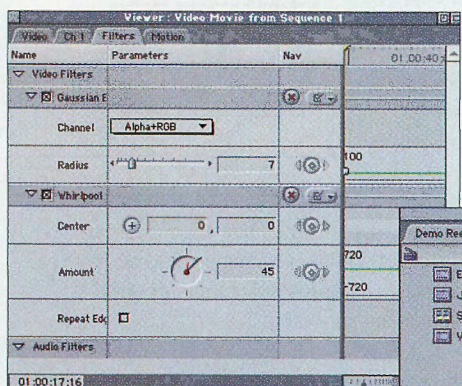 Viewer: Video Movie from Sequence 1
Video Ch 1 Filters Motion
Name Parameters Nav 01:00:40
Video Filters
Gaussian
Channel Alpha+RGB
Radius 7 100
Whirlpool
Center 0, 0
Amount 45 720
-720
Repeat
Audio Filters
01:00:17:16
Demo